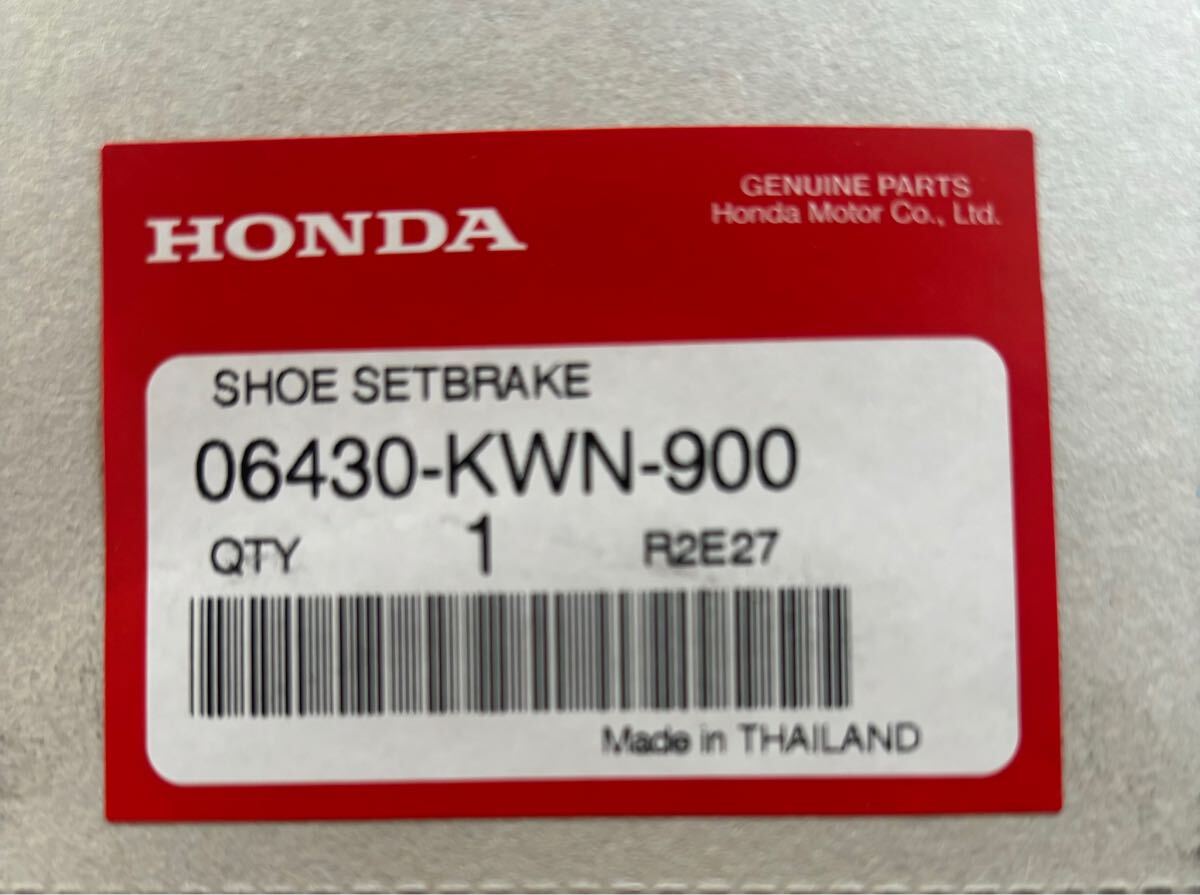 HONDA
GENUINE PARTS
Honda Motor Co., Ltd.
SHOE SETBRAKE
06430-KWN-900
QTY 1 R2E27
Made in THAILAND